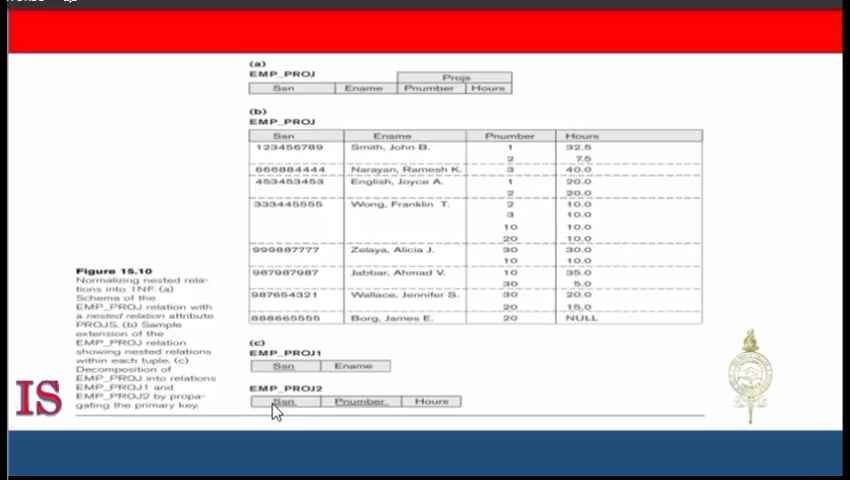 (a)
EMP_PROJ
Projs
Ssn Ename Pnumber Hours
(b)
EMP_PROJ
Ssn Ename Pnumber Hours
123456789 Smith, John B. 1 32.5
2 7.5
666884444 Narayan, Ramesh K. 3 40.0
453453453 English, Joyce A. 1 20.0
2 20.0
333445555 Wong, Franklin T. 2 10.0
3 10.0
10 10.0
20 10.0
999887777 Zelaya, Alicia J. 30 30.0
10 10.0
987987987 Jabbar, Ahmad V. 10 35.0
30 5.0
987654321 Wallace, Jennifer S. 30 20.0
20 15.0
888665555 Borg, James E. 20 NULL
Figure 15.10
Normalizing nested rela-
tions into 1NF. (a)
Schema of the
EMP_PROJ relation with
a nested relation attribute
PROJS. (b) Sample
extension of the
EMP_PROJ relation
showing nested relations
within each tuple. (c)
Decomposition of
EMP_PROJ into relations
EMP_PROJ1 and
EMP_PROJ2 by propa-
gating the primary key.
(c)
EMP_PROJ1
Ssn Ename
EMP_PROJ2
Ssn Pnumber Hours
IS